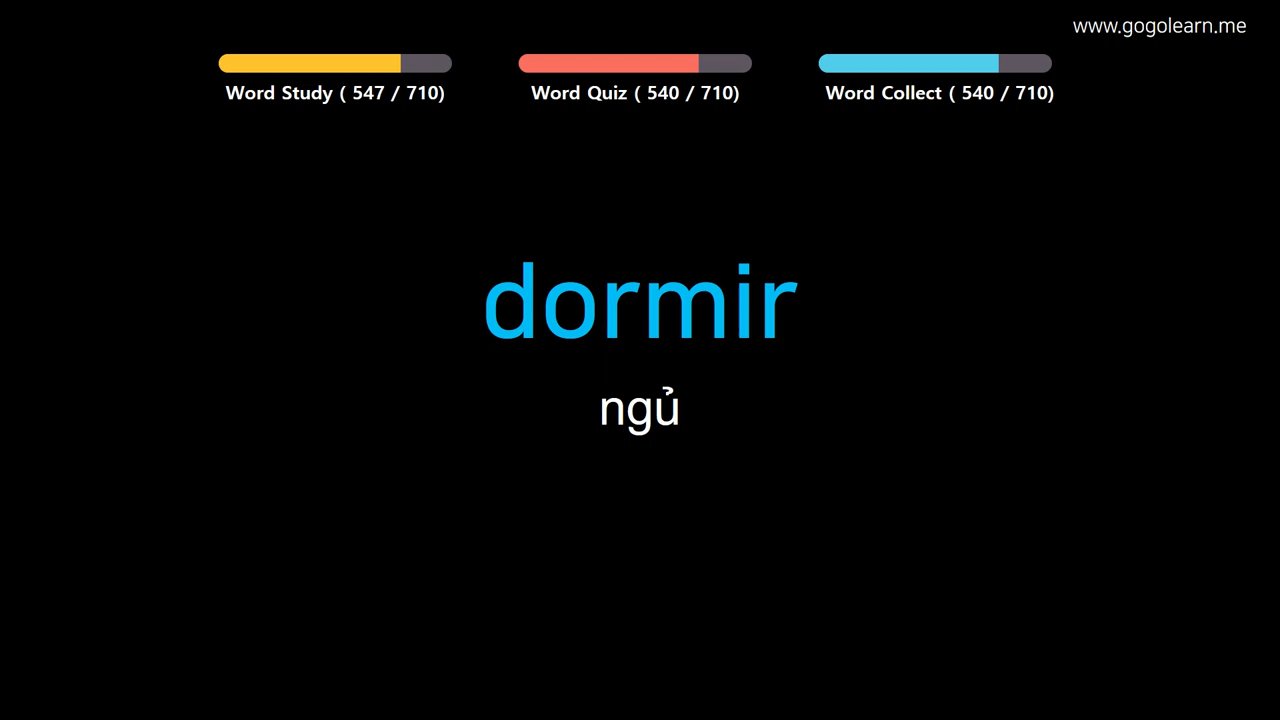 www.gogolearn.me
Word Study ( 547 / 710)
Word Quiz ( 540 / 710)
Word Collect ( 540 / 710)
dormir
ngủ